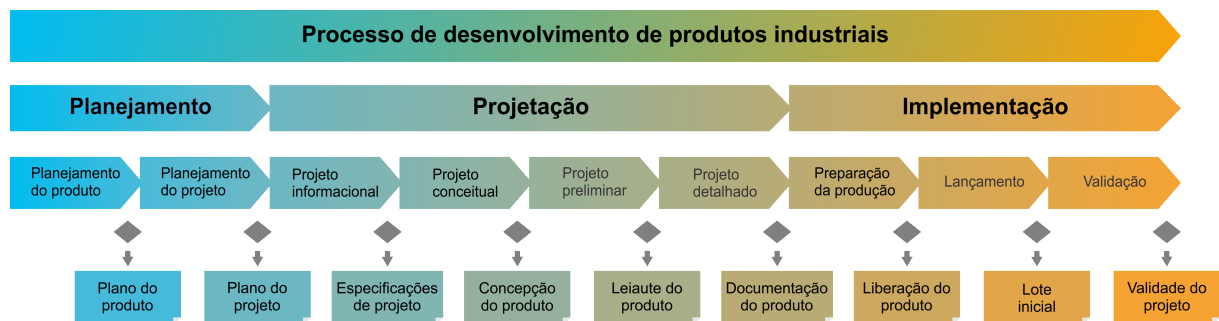 Processo de desenvolvimento de produtos industriais
Planejamento
Projetação
Implementação
Planejamento
do produto
Planejamento
do projeto
Projeto
informacional
Projeto
conceitual
Projeto
preliminar
Projeto
detalhado
Preparação
da produção
Lançamento
Validação
Plano do
produto
Plano do
projeto
Especificações
de projeto
Concepção
do produto
Leiaute do
produto
Documentação
do produto
Liberação do
produto
Lote
inicial
Validade do
projeto